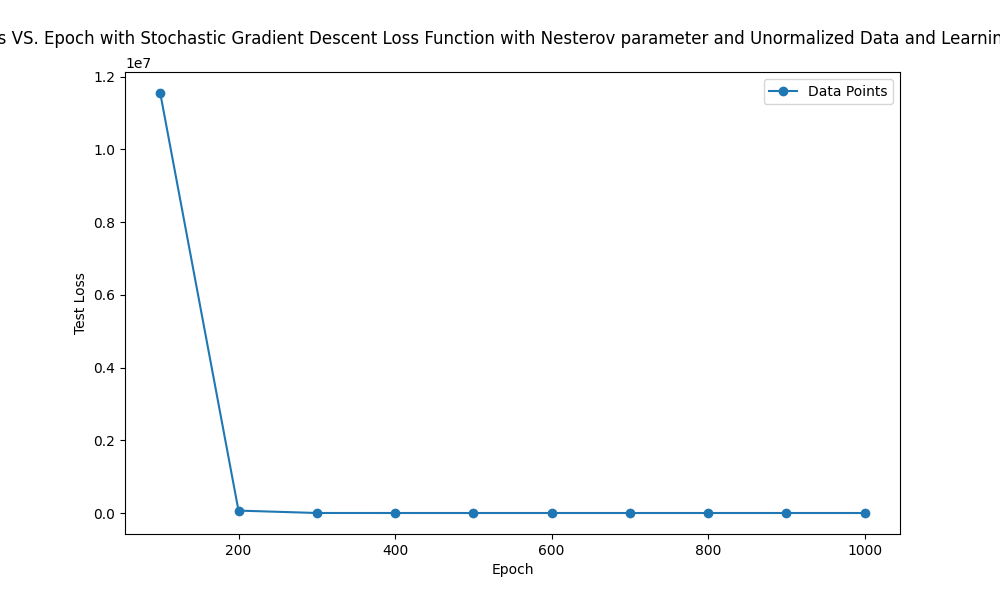 s VS. Epoch with Stochastic Gradient Descent Loss Function with Nesterov parameter and Unormalized Data and Learnin
1e7
Data Points
1.2
1.0
0.8
0.6
0.4
0.2
0.0
Test Loss
200 400 600 800 1000
Epoch